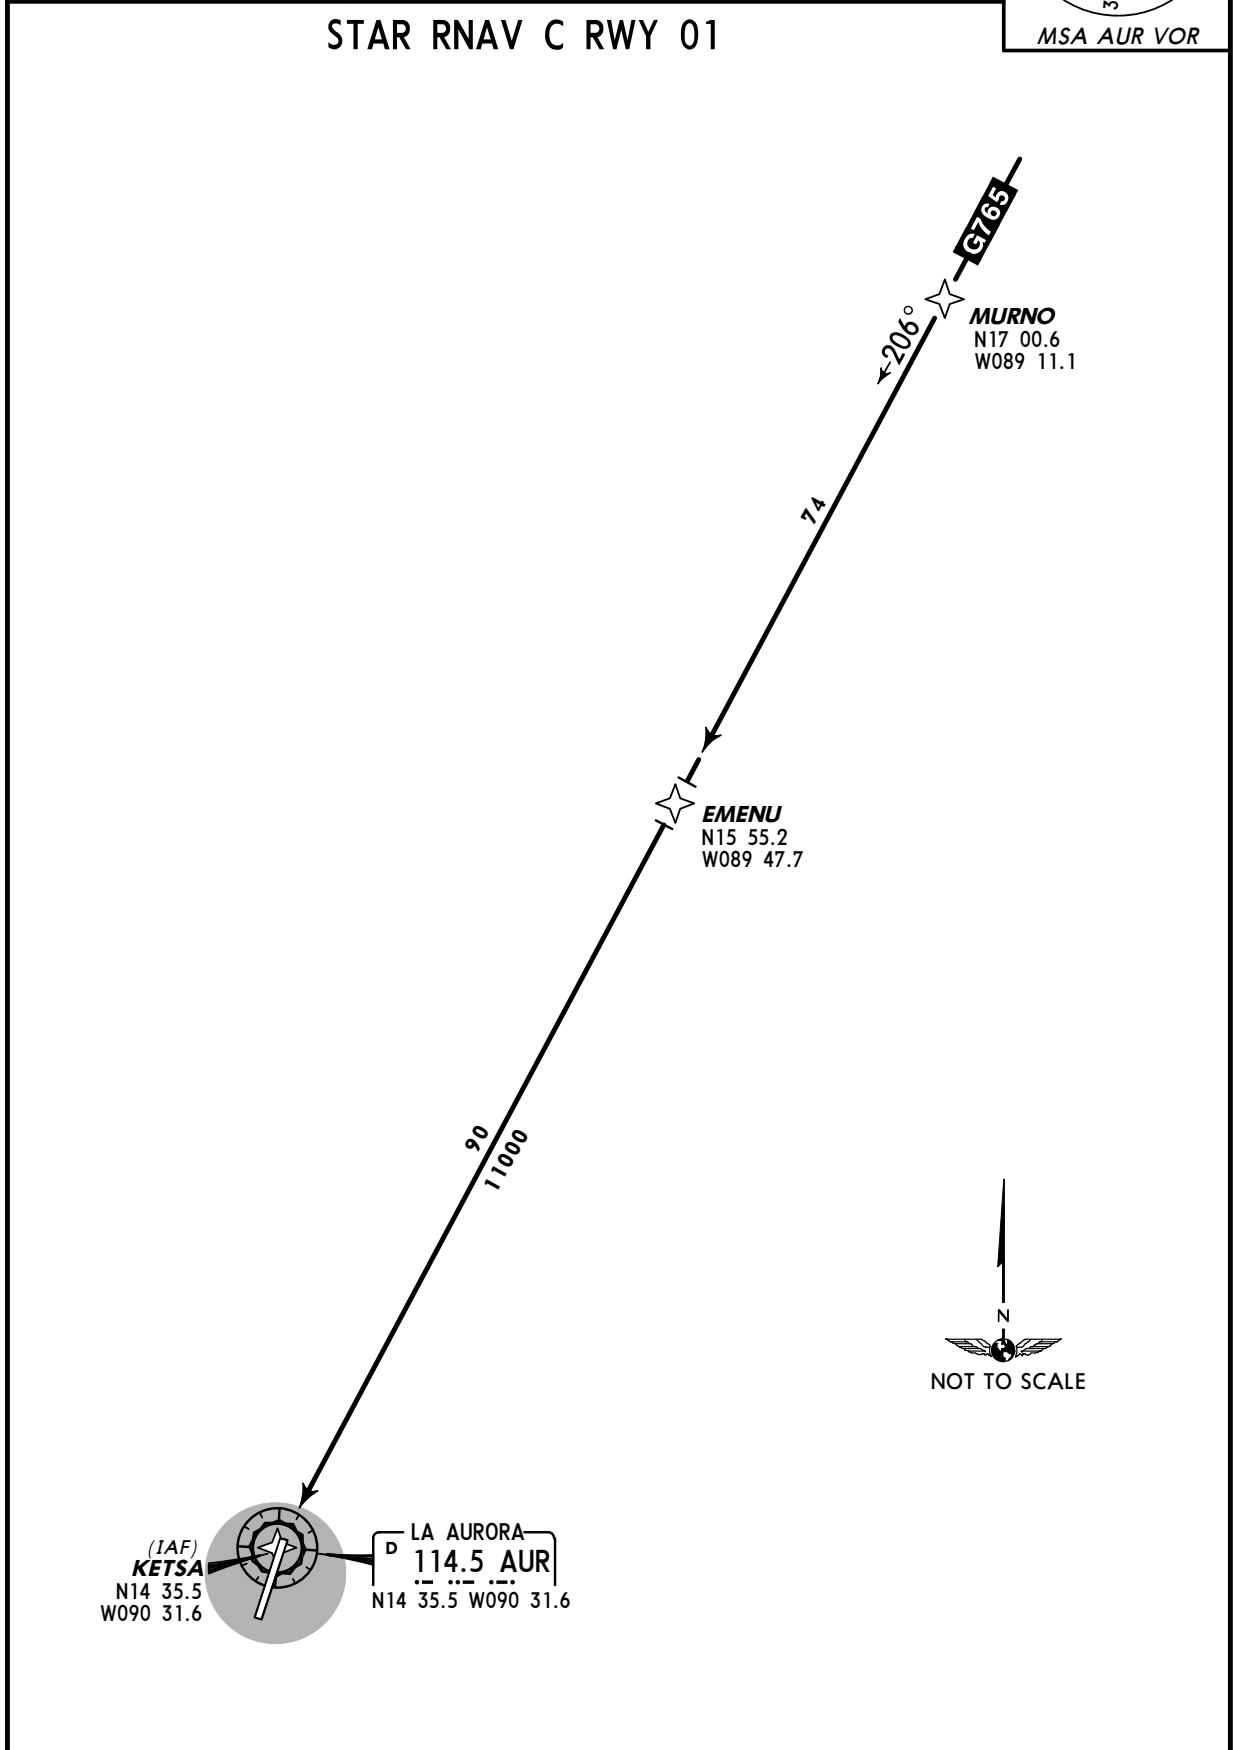 STAR RNAV C RWY 01
3
MSA AUR VOR
G765
MURNO
N17 00.6
W089 11.1
206°
74
EMENU
N15 55.2
W089 47.7
90
11000
N
NOT TO SCALE
(IAF)
KETSA
N14 35.5
W090 31.6
LA AURORA
D 114.5 AUR
N14 35.5 W090 31.6